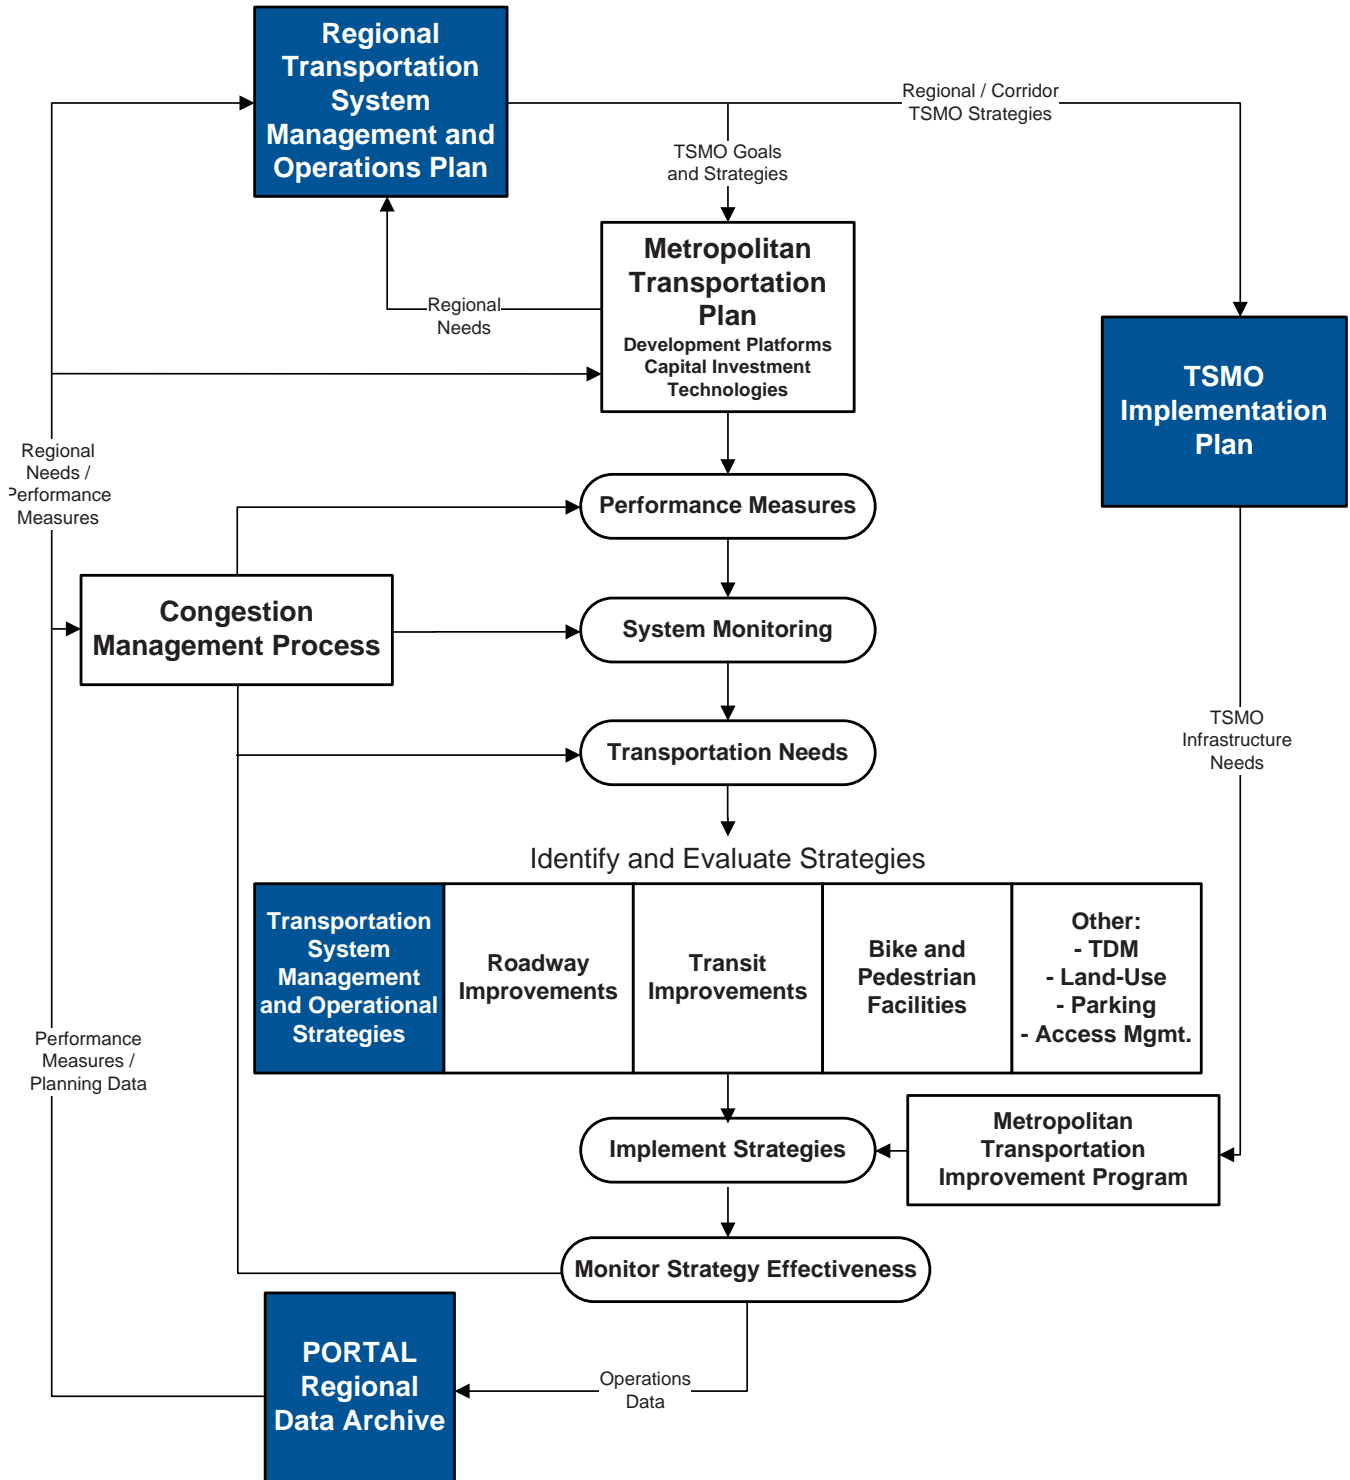 Regional
Transportation
System
Management and
Operations Plan
Regional / Corridor
TSMO Strategies
TSMO Goals
and Strategies
Metropolitan
Transportation
Plan
Development Platforms
Capital Investment
Technologies
Regional
Needs
TSMO
Implementation
Plan
Regional
Needs /
Performance
Measures
Performance Measures
Congestion
Management Process
System Monitoring
Transportation Needs
TSMO
Infrastructure
Needs
Identify and Evaluate Strategies
Transportation
System
Management
and Operational
Strategies
Roadway
Improvements
Transit
Improvements
Bike and
Pedestrian
Facilities
Other:
- TDM
- Land-Use
- Parking
- Access Mgmt.
Performance
Measures /
Planning Data
Implement Strategies
Metropolitan
Transportation
Improvement Program
Monitor Strategy Effectiveness
PORTAL
Regional
Data Archive
Operations
Data